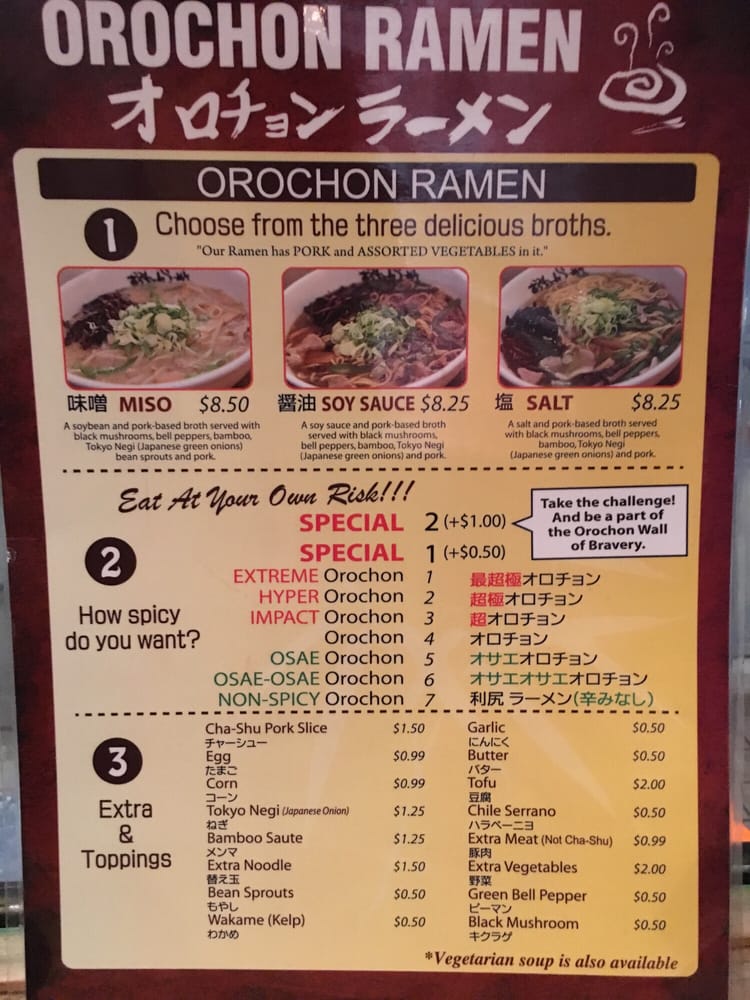 OROCHON RAMEN
オロチョン ラーメン
OROCHON RAMEN
1 Choose from the three delicious broths.
"Our Ramen has PORK and ASSORTED VEGETABLES in it."
味噌 MISO $8.50
A soybean and pork-based broth served with
black mushrooms, bell peppers, bamboo,
Tokyo Negi (Japanese green onions)
bean sprouts and pork.
醤油 SOY SAUCE $8.25
A soy sauce and pork-based broth
served with black mushrooms,
bell peppers, bamboo, Tokyo Negi
(Japanese green onions) and pork.
塩 SALT $8.25
A salt and pork-based broth served
with black mushrooms, bell peppers,
bamboo, Tokyo Negi
(Japanese green onions) and pork.
Eat At Your Own Risk!!!
2
How spicy
do you want?
SPECIAL 2 (+$1.00)
Take the challenge!
And be a part of
the Orochon Wall
of Bravery.
SPECIAL 1 (+$0.50)
EXTREME Orochon 1 最超極オロチョン
HYPER Orochon 2 超極オロチョン
IMPACT Orochon 3 超オロチョン
Orochon 4 オロチョン
OSAE Orochon 5 オサエオロチョン
OSAE-OSAE Orochon 6 オサエオサエオロチョン
NON-SPICY Orochon 7 利尻 ラーメン(辛みなし)
3
Extra
&
Toppings
Cha-Shu Pork Slice $1.50
チャーシュー
Egg $0.99
たまご
Corn $0.99
コーン
Tokyo Negi (Japanese Onion) $1.25
ねぎ
Bamboo Saute $1.25
メンマ
Extra Noodle $1.50
替え玉
Bean Sprouts $0.50
もやし
Wakame (Kelp) $0.50
わかめ
Garlic $0.50
にんにく
Butter $0.50
バター
Tofu $2.00
豆腐
Chile Serrano $0.50
ハラペーニヨ
Extra Meat (Not Cha-Shu) $0.99
豚肉
Extra Vegetables $2.00
野菜
Green Bell Pepper $0.50
ピーマン
Black Mushroom $0.50
キクラゲ
*Vegetarian soup is also available